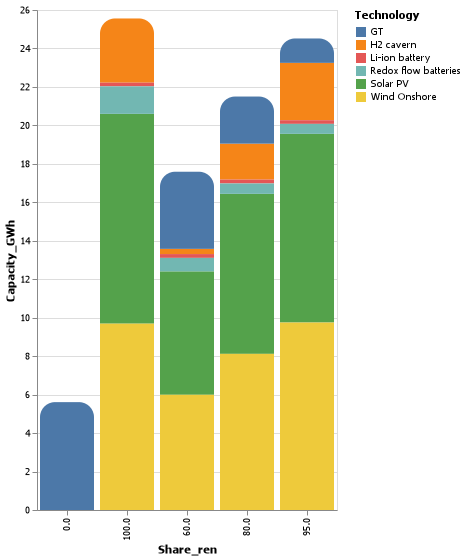 Technology
GT
H2 cavern
Li-ion battery
Redox flow batteries
Solar PV
Wind Onshore
26
24
22
20
18
16
14
12
10
8
6
4
2
0
Capacity_GWh
0.0
100.0
60.0
80.0
95.0
Share_ren